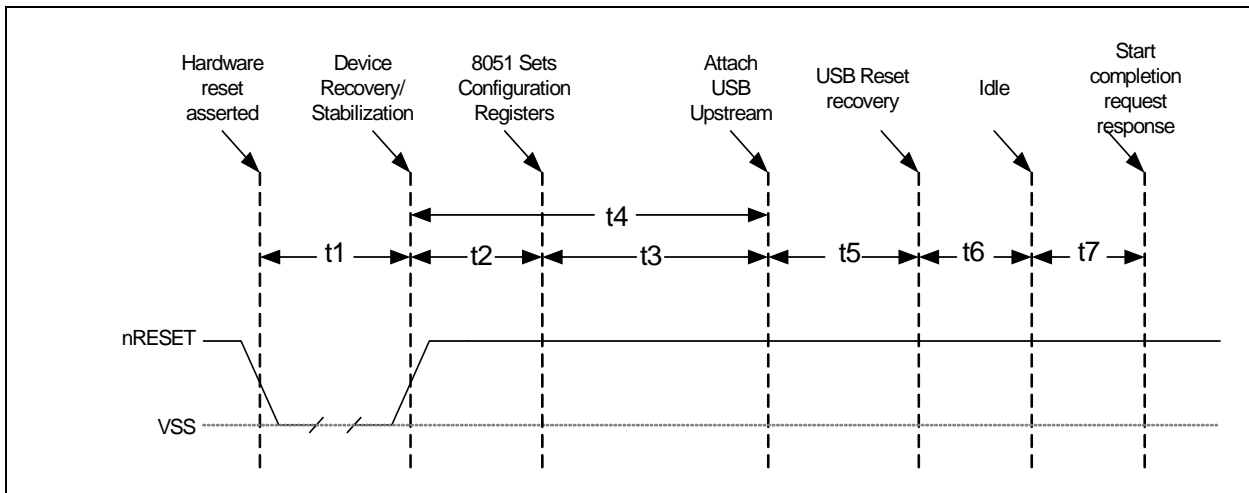 Hardware
reset
asserted
Device
Recovery/
Stabilization
8051 Sets
Configuration
Registers
Attach
USB
Upstream
USB Reset
recovery
Idle
Start
completion
request
response
t4
t1
t2
t3
t5
t6
t7
nRESET
VSS